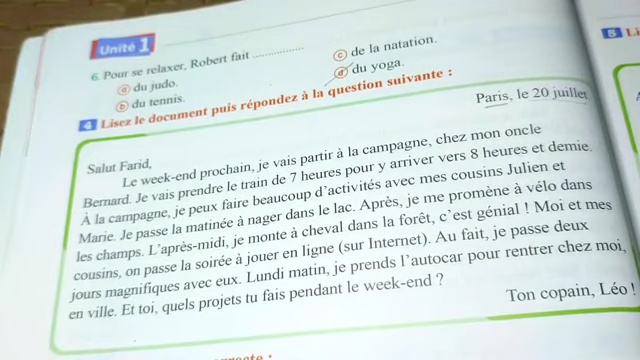 Unité 1
6. Pour se relaxer, Robert fait ...............
ⓐ du judo.
ⓒ de la natation.
ⓑ du tennis.
ⓓ du yoga.
4 Lisez le document puis répondez à la question suivante :
5 Li
Paris, le 20 juillet
Salut Farid,
Le week-end prochain, je vais partir à la campagne, chez mon oncle
Bernard. Je vais prendre le train de 7 heures pour y arriver vers 8 heures et demie.
À la campagne, je peux faire beaucoup d'activités avec mes cousins Julien et
Marie. Je passe la matinée à nager dans le lac. Après, je me promène à vélo dans
les champs. L'après-midi, je monte à cheval dans la forêt, c'est génial ! Moi et mes
cousins, on passe la soirée à jouer en ligne (sur Internet). Au fait, je passe deux
jours magnifiques avec eux. Lundi matin, je prends l'autocar pour rentrer chez moi,
en ville. Et toi, quels projets tu fais pendant le week-end ?
Ton copain, Léo !